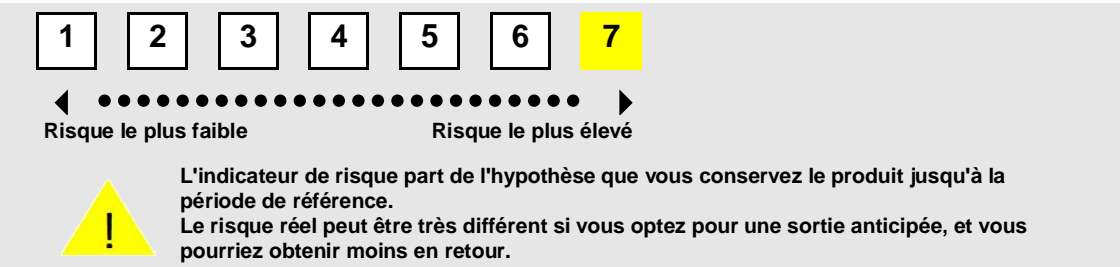 1 2 3 4 5 6 7
Risque le plus faible Risque le plus élevé
L'indicateur de risque part de l'hypothèse que vous conservez le produit jusqu'à la
période de référence.
Le risque réel peut être très différent si vous optez pour une sortie anticipée, et vous
pourriez obtenir moins en retour.
!